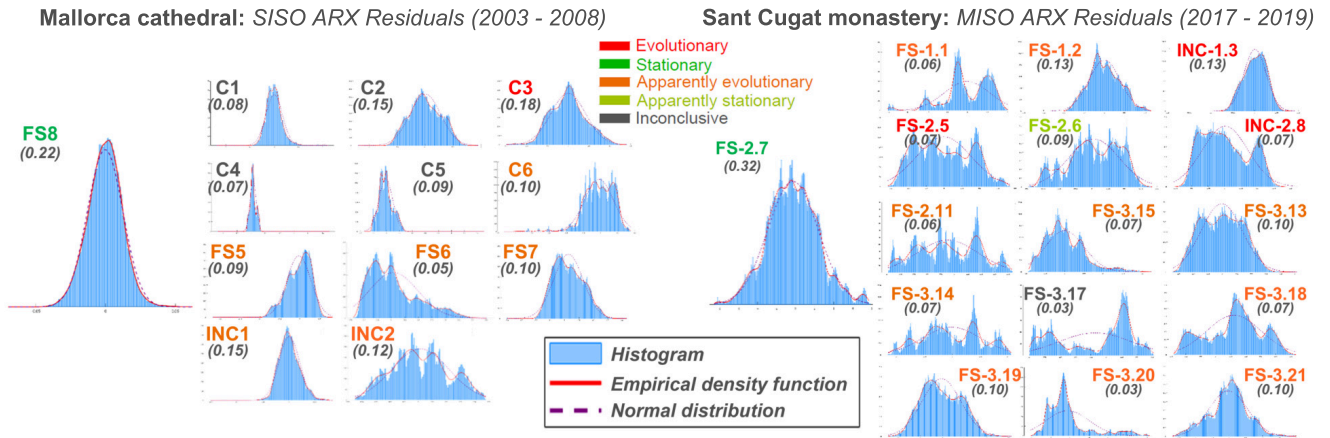 Mallorca cathedral: SISO ARX Residuals (2003 - 2008)
Sant Cugat monastery: MISO ARX Residuals (2017 - 2019)
Evolutionary
Stationary
Apparently evolutionary
Apparently stationary
Inconclusive
FS8
(0.22)
C1
(0.08)
C2
(0.15)
C3
(0.18)
C4
(0.07)
C5
(0.09)
C6
(0.10)
FS5
(0.09)
FS6
(0.05)
FS7
(0.10)
INC1
(0.15)
INC2
(0.12)
Histogram
Empirical density function
Normal distribution
FS-2.7
(0.32)
FS-1.1
(0.06)
FS-1.2
(0.13)
INC-1.3
(0.13)
FS-2.5
(0.07)
FS-2.6
(0.09)
INC-2.8
(0.07)
FS-2.11
(0.06)
FS-3.15
(0.07)
FS-3.13
(0.10)
FS-3.14
(0.07)
FS-3.17
(0.03)
FS-3.18
(0.07)
FS-3.19
(0.10)
FS-3.20
(0.03)
FS-3.21
(0.10)